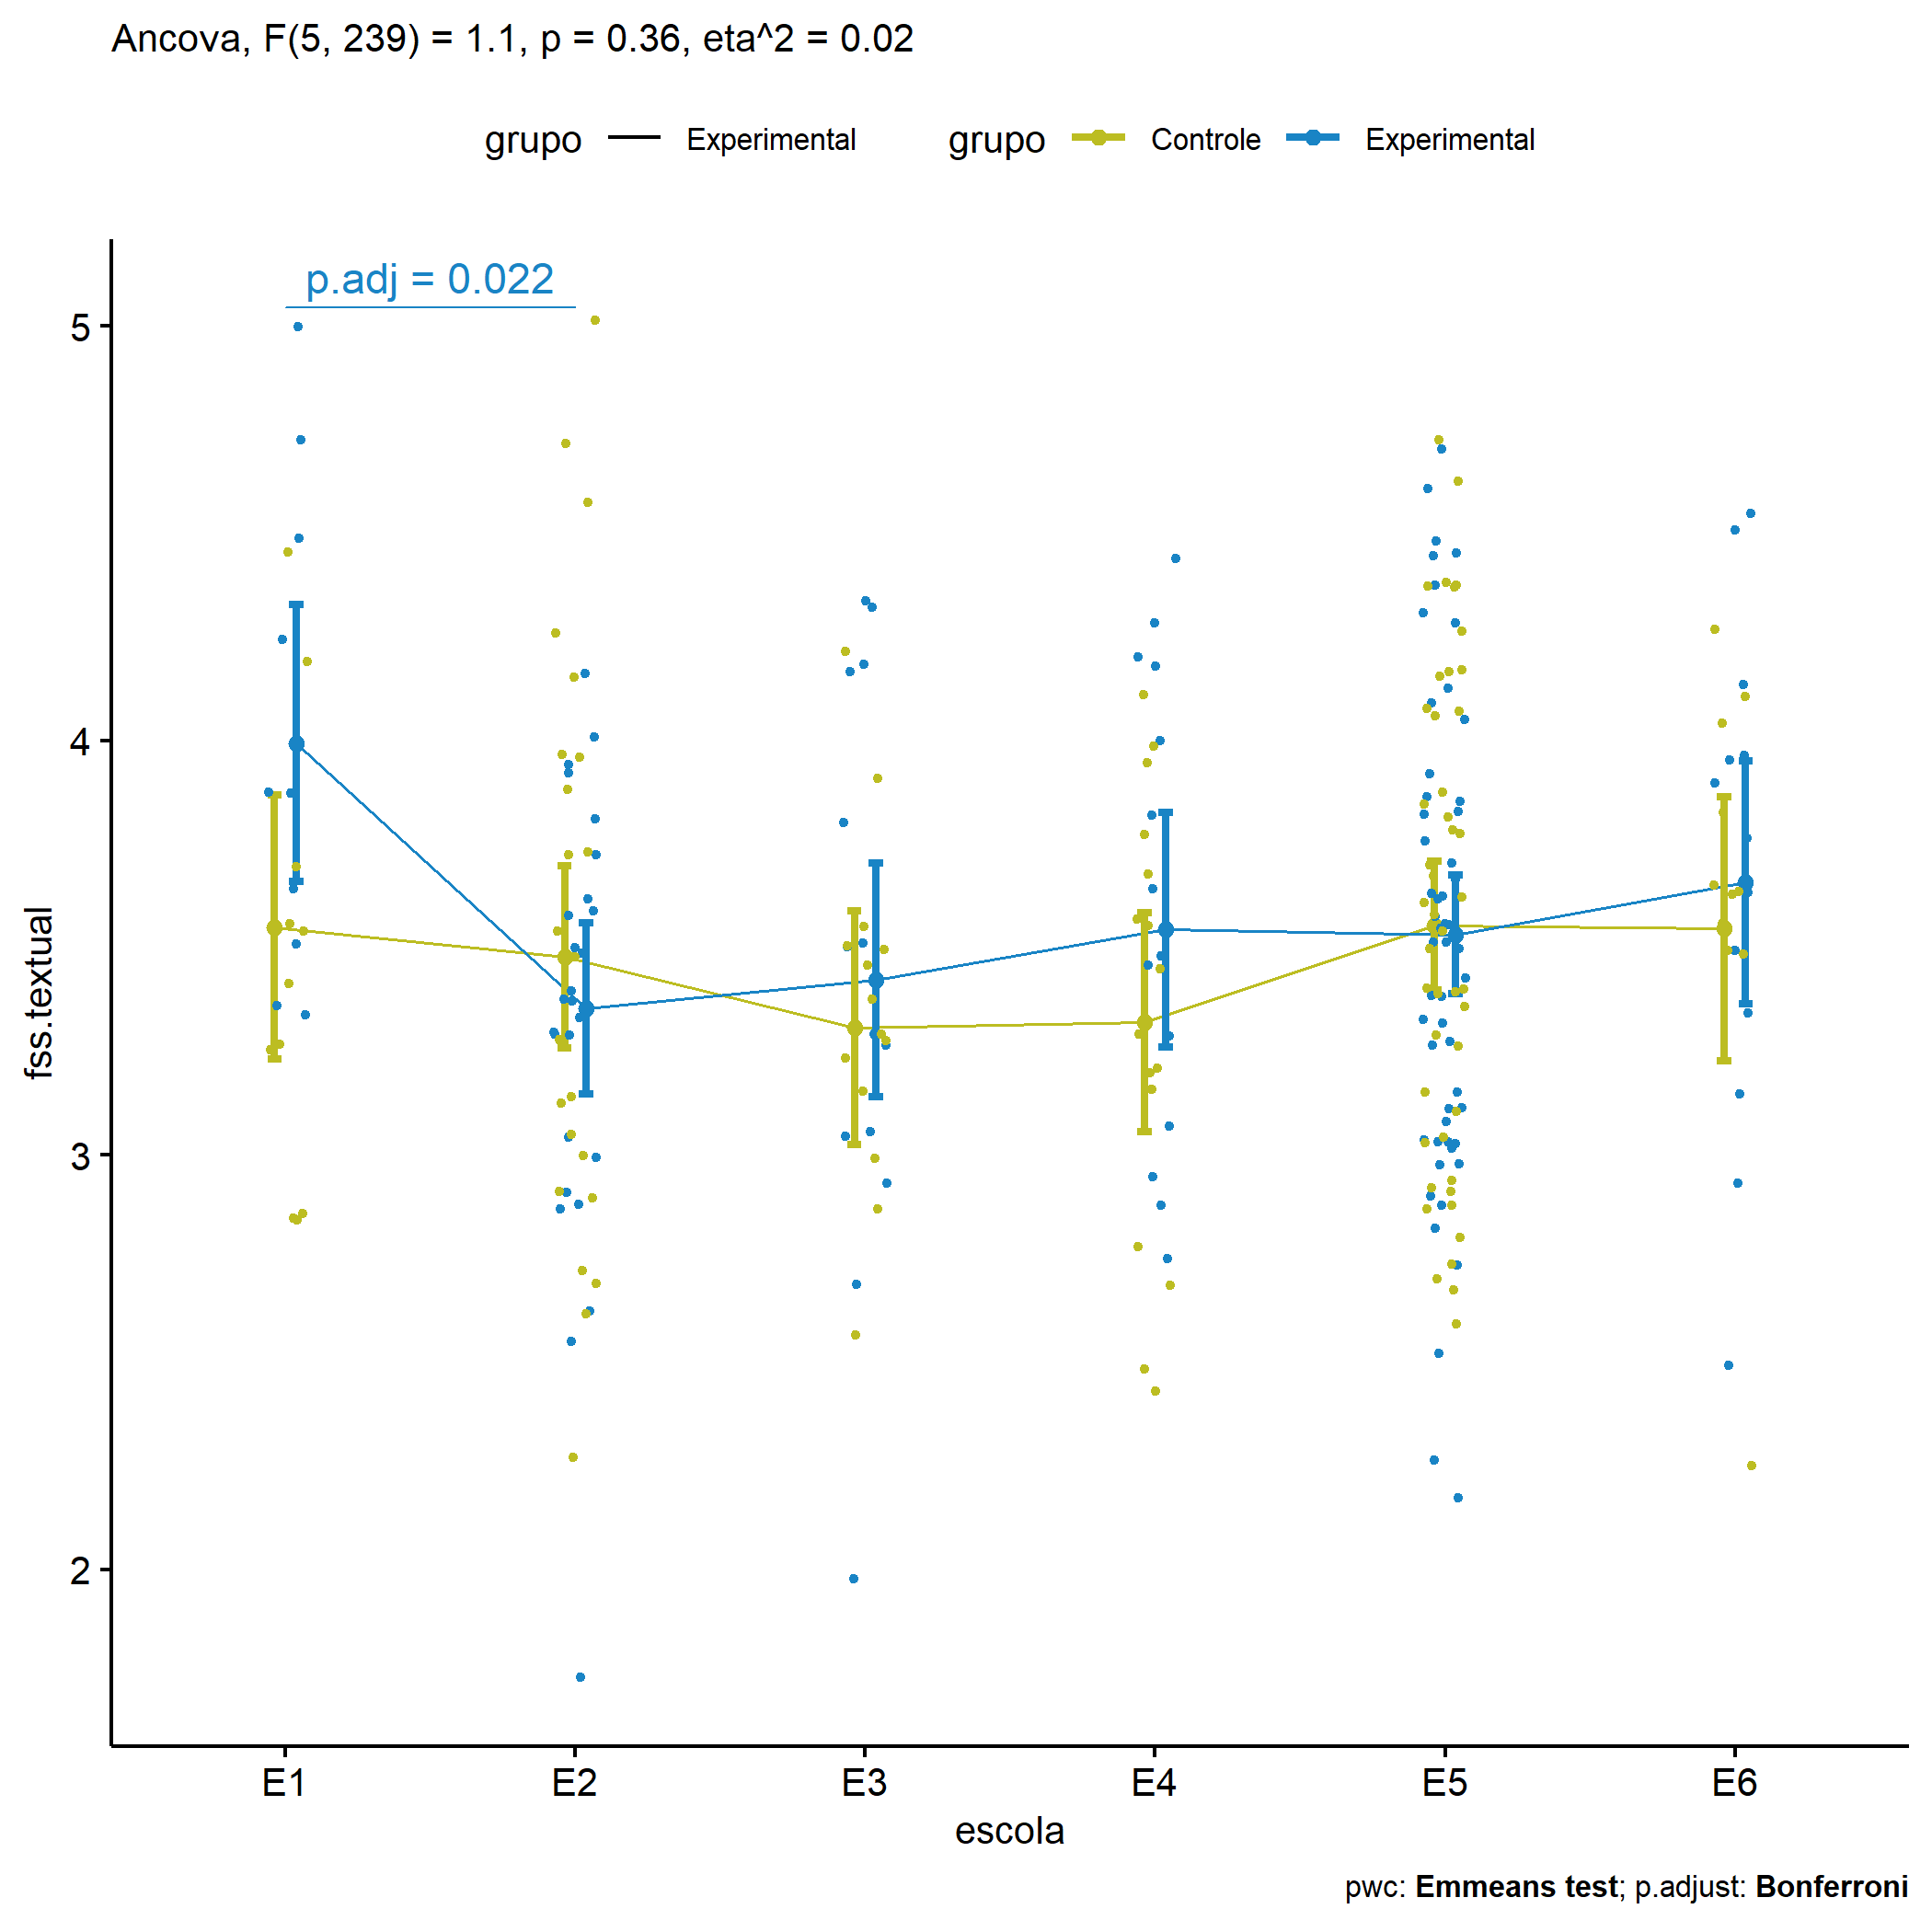 Ancova, F(5, 239) = 1.1, p = 0.36, eta^2 = 0.02
grupo Experimental grupo Controle Experimental
p.adj = 0.022
5
4
3
2
fss.textual
E1 E2 E3 E4 E5 E6
escola
pwc: Emmeans test; p.adjust: Bonferroni